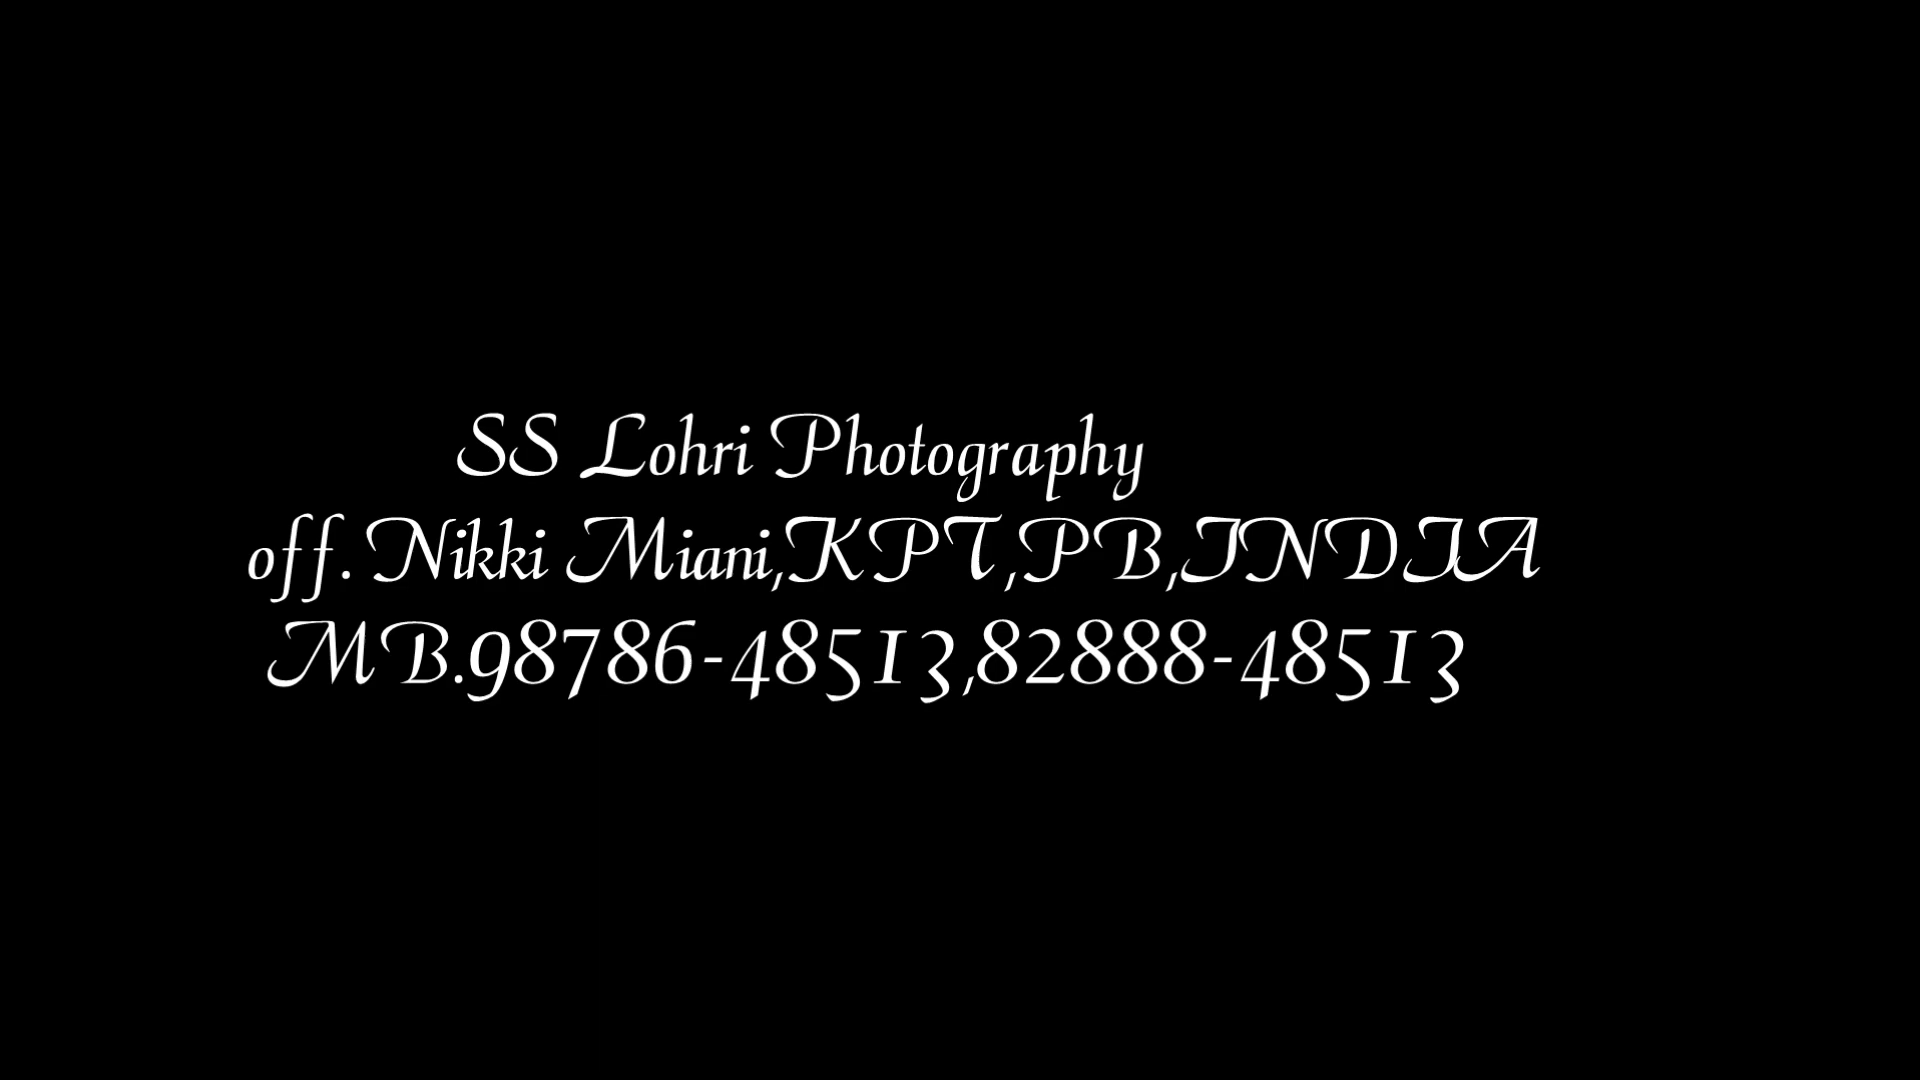 SS Lohri Photography
off. Nikki Miani,KPT,PB,INDIA
MB.98786-48513,82888-48513